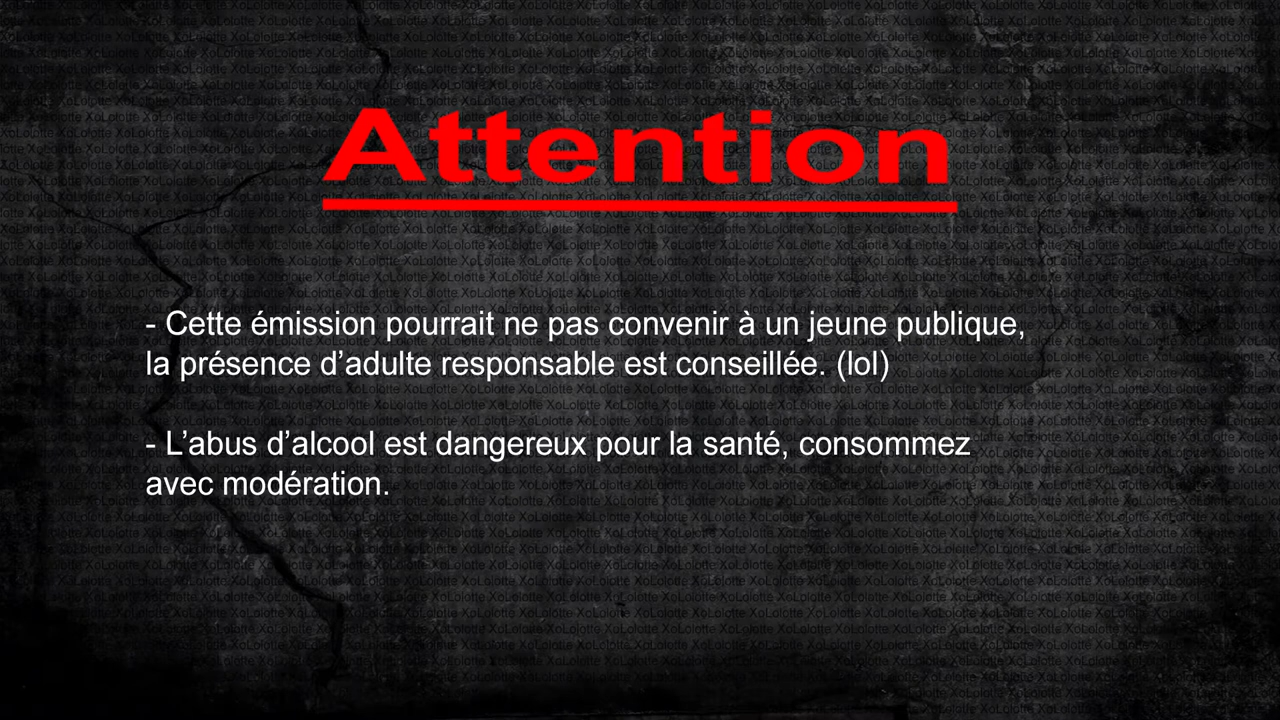 Attention
- Cette émission pourrait ne pas convenir à un jeune publique,
la présence d’adulte responsable est conseillée. (lol)
- L’abus d’alcool est dangereux pour la santé, consommez
avec modération.